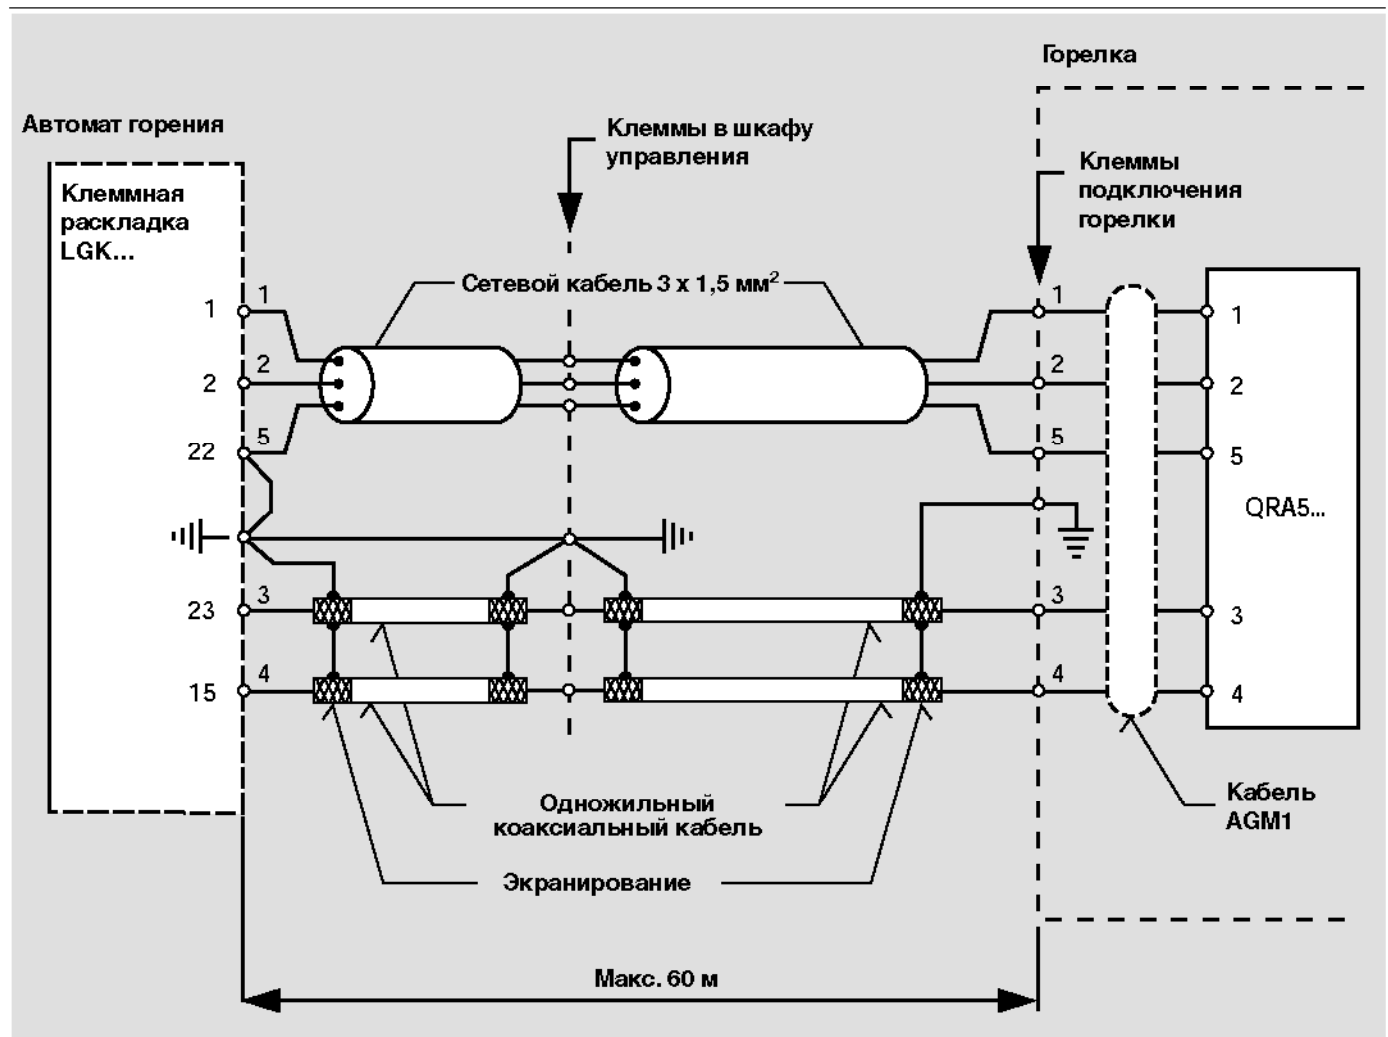 Горелка
Автомат горения
Клеммы в шкафу
управления
Клеммы
подключения
горелки
Клеммная
раскладка
LGK...
Сетевой кабель 3 x 1,5 мм²
1 1 1 1
2 2 2 2
22 5 5 5
QRA5...
23 3 3 3
15 4 4 4
Одножильный
коаксиальный кабель
Кабель
AGM1
Экранирование
Макс. 60 м